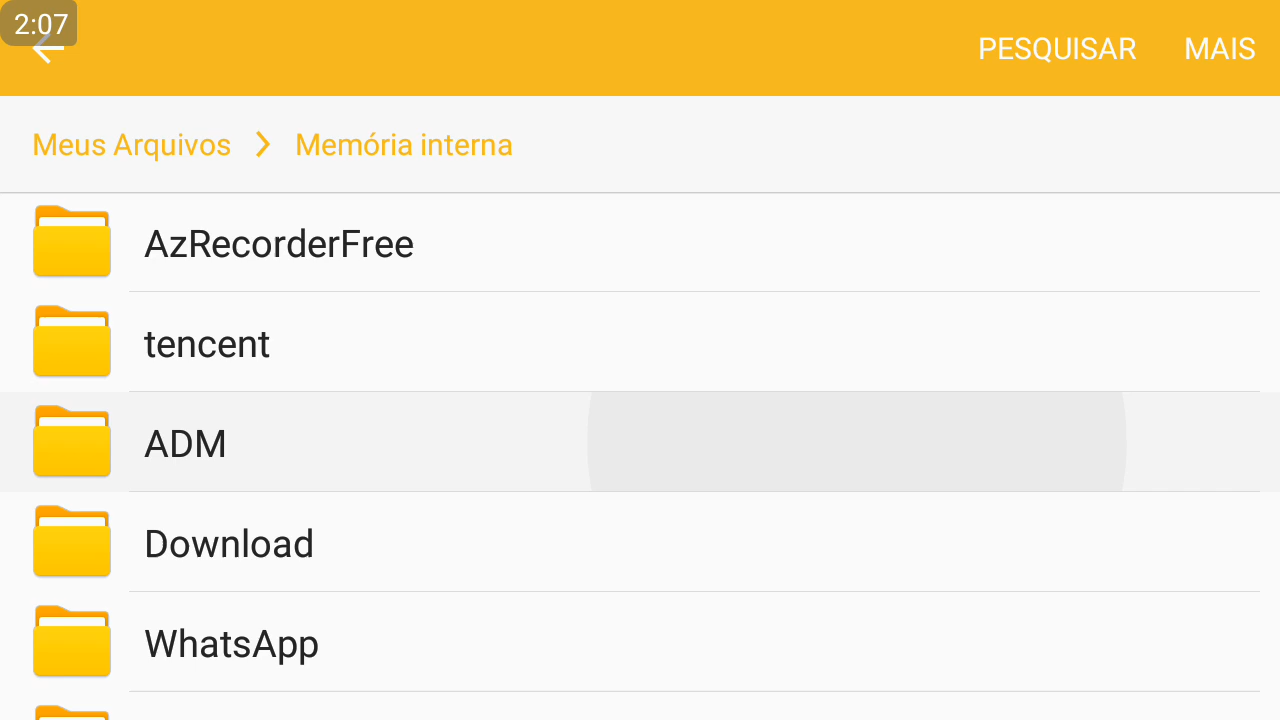 2:07
PESQUISAR MAIS
Meus Arquivos Memória interna
AzRecorderFree
tencent
ADM
Download
WhatsApp